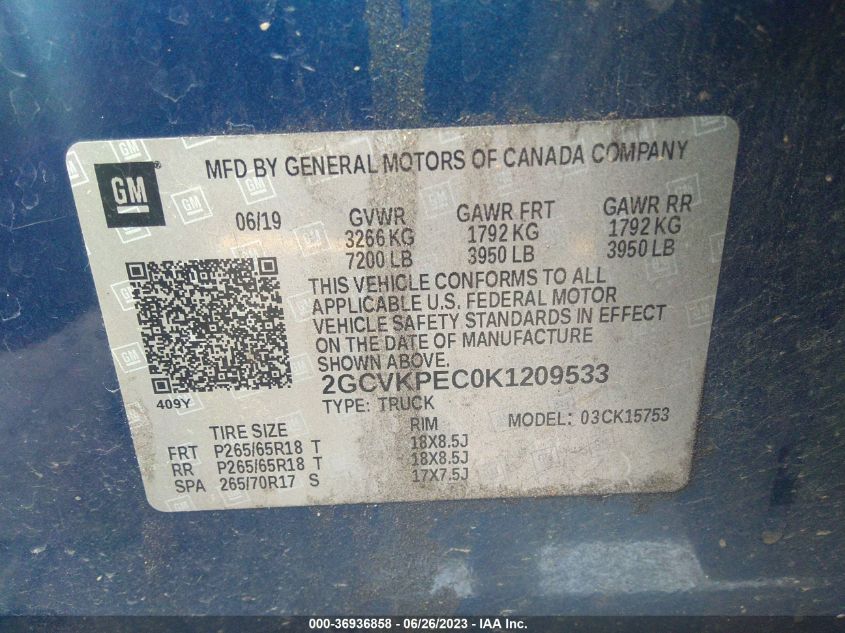 MFD BY GENERAL MOTORS OF CANADA COMPANY
GM ®
06/19 GVWR GAWR FRT GAWR RR
3266 KG 1792 KG 1792 KG
7200 LB 3950 LB 3950 LB
THIS VEHICLE CONFORMS TO ALL
APPLICABLE U.S. FEDERAL MOTOR
VEHICLE SAFETY STANDARDS IN EFFECT
ON THE DATE OF MANUFACTURE
SHOWN ABOVE.
409Y
2GCVKPEC0K1209533
TYPE: TRUCK MODEL: 03CK15753
TIRE SIZE RIM
FRT P265/65R18 T 18X8.5J
RR P265/65R18 T 18X8.5J
SPA 265/70R17 S 17X7.5J
000-36936858 - 06/26/2023 - IAAI.COM